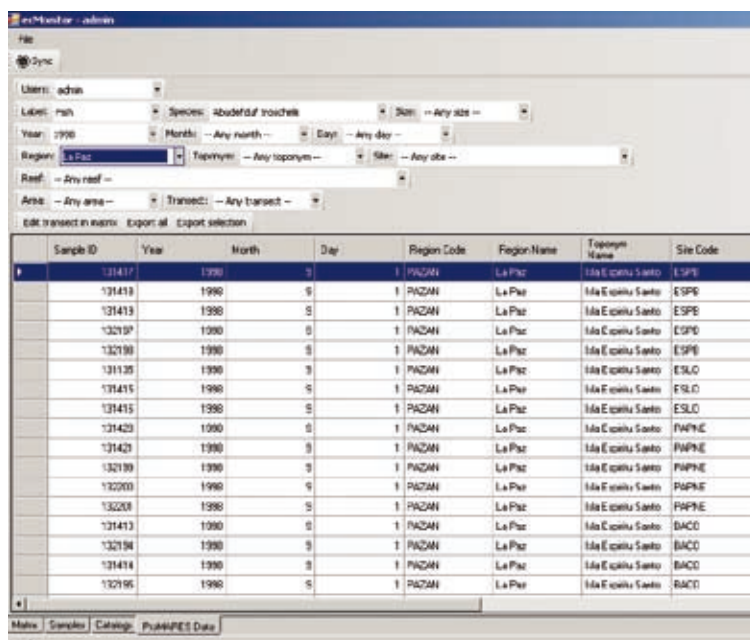 ecMonitor - admin
File
Sync
Users: admin
Label: Fish Species: Abudefduf troschelii Size: -- Any size --
Year: 1998 Month: -- Any month -- Day: -- Any day --
Region: La Paz Toponym: -- Any toponym -- Site: -- Any site --
Reef: -- Any reef --
Area: -- Any area -- Transect: -- Any transect --
Edit transect in matrix Export all Export selection
Sample ID Year Month Day Region Code Region Name Toponym Name Site Code
131417 1998 9 1 PAZAN La Paz Isla Espiritu Santo ESPB
131418 1998 9 1 PAZAN La Paz Isla Espiritu Santo ESPB
131419 1998 9 1 PAZAN La Paz Isla Espiritu Santo ESPB
132197 1998 9 1 PAZAN La Paz Isla Espiritu Santo ESPB
132198 1998 9 1 PAZAN La Paz Isla Espiritu Santo ESPB
1998 9 1 PAZAN La Paz Isla Espiritu Santo ESLO
131415 1998 9 1 PAZAN La Paz Isla Espiritu Santo ESLO
1998 9 1 PAZAN La Paz Isla Espiritu Santo ESLO
1998 9 1 PAZAN La Paz Isla Espiritu Santo PAPNE
131421 1998 9 1 PAZAN La Paz Isla Espiritu Santo PAPNE
132199 1998 9 1 PAZAN La Paz Isla Espiritu Santo PAPNE
132200 1998 9 1 PAZAN La Paz Isla Espiritu Santo PAPNE
132201 1998 9 1 PAZAN La Paz Isla Espiritu Santo PAPNE
131413 1998 9 1 PAZAN La Paz Isla Espiritu Santo BACO
132194 1998 9 1 PAZAN La Paz Isla Espiritu Santo BACO
131414 1998 9 1 PAZAN La Paz Isla Espiritu Santo BACO
132195 1998 9 1 PAZAN La Paz Isla Espiritu Santo BACO
Matrix Samples Catalogs ProMARES Data